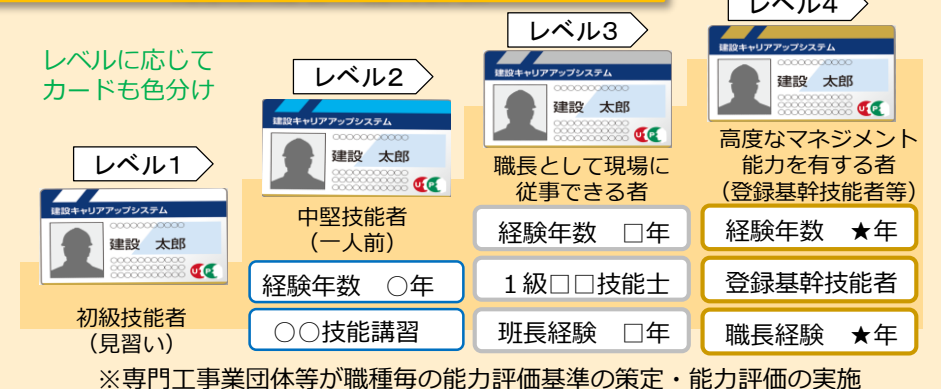 レベルに応じて
カードも色分け
レベル1
建設キャリアアップシステム
建設 太郎
初級技能者
（見習い）
レベル2
建設キャリアアップシステム
建設 太郎
中堅技能者
（一人前）
経験年数 ○年
○○技能講習
レベル3
建設キャリアアップシステム
建設 太郎
職長として現場に
従事できる者
経験年数 □年
１級□□技能士
班長経験 □年
レベル4
建設キャリアアップシステム
建設 太郎
高度なマネジメント
能力を有する者
（登録基幹技能者等）
経験年数 ★年
登録基幹技能者
職長経験 ★年
※専門工事業団体等が職種毎の能力評価基準の策定・能力評価の実施